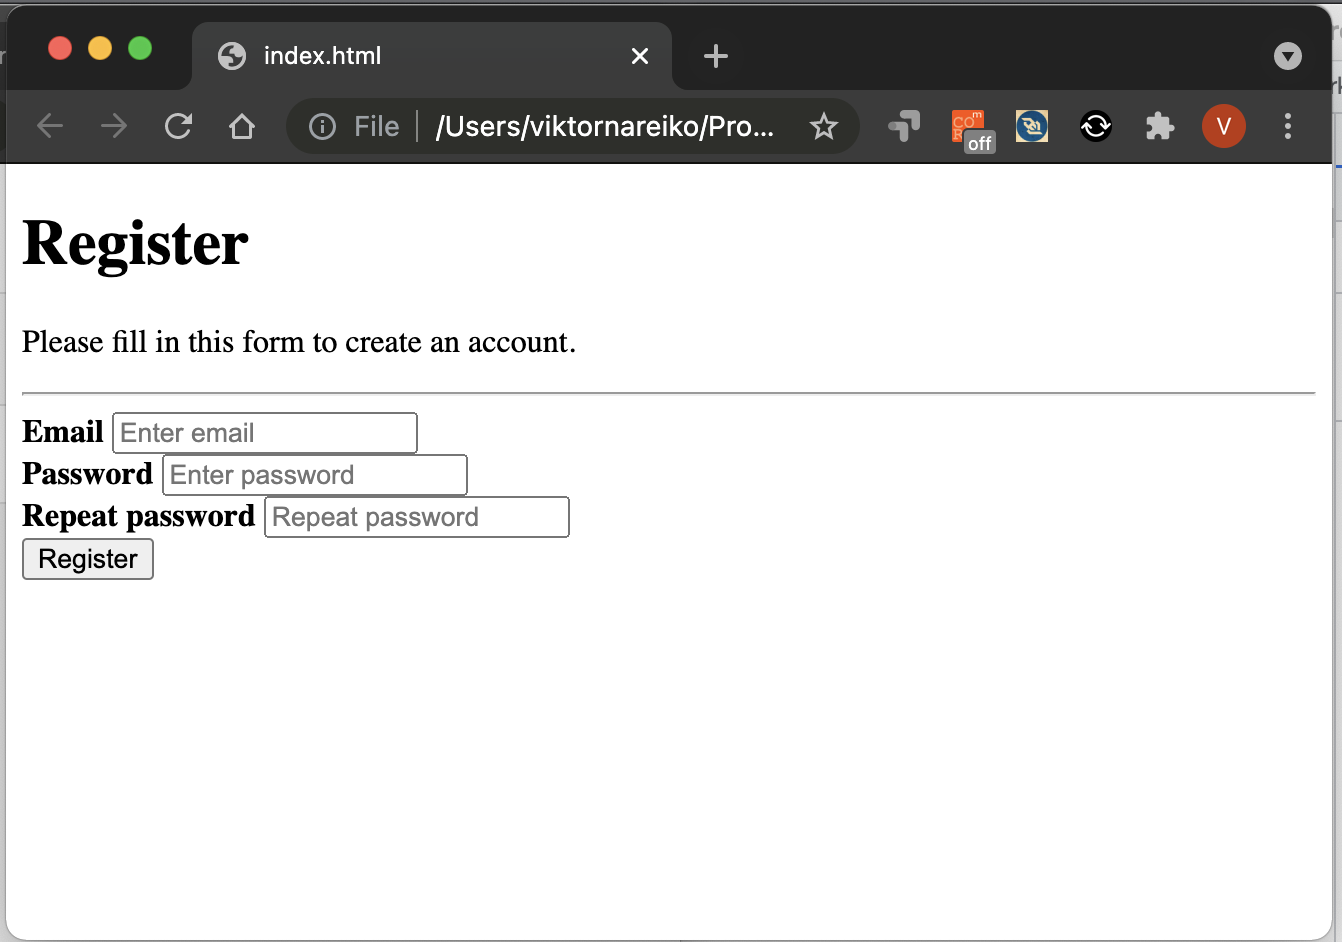 index.html
File /Users/viktornareiko/Pro...
off
V
Register
Please fill in this form to create an account.
Email Enter email
Password Enter password
Repeat password Repeat password
Register